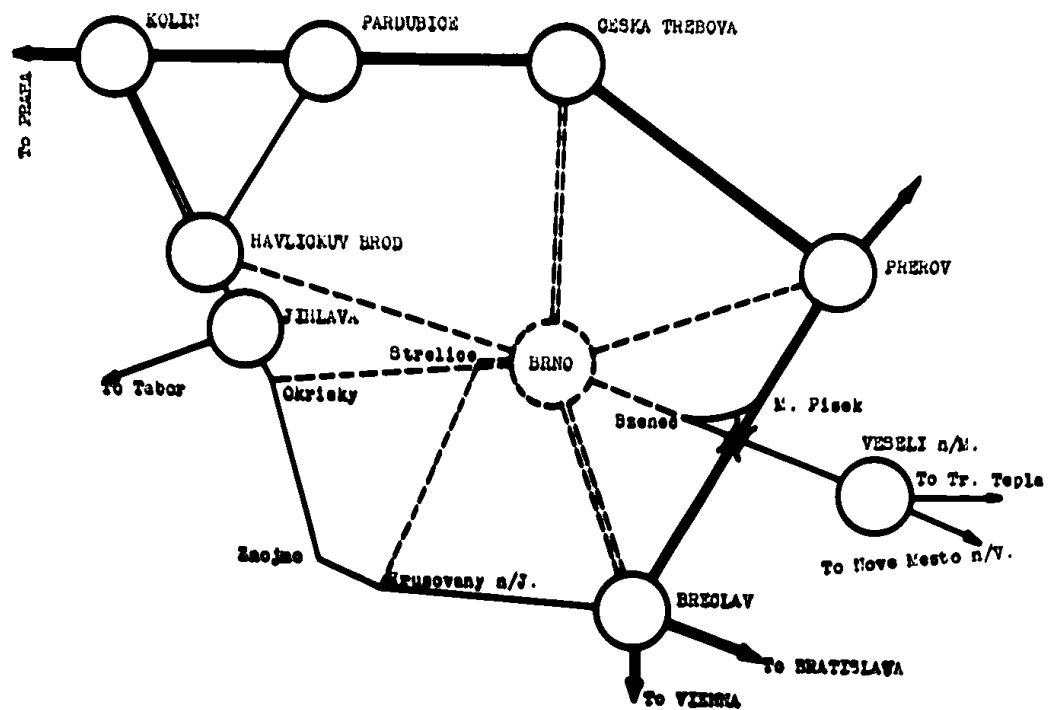 KOLIN
PARDUBICE
CESKA TREBOVA
To PRAHA
HAVLICKUV BROD
PREROV
JIHLAVA
Strelice
BRNO
To Tabor
Okrisky
Bzenec
M. Pisek
VESELI n/M.
To Tr. Tepla
To Nove Mesto n/V.
Znojmo
Hrusovany n/J.
BRECLAV
To BRATISLAVA
To VIENNA